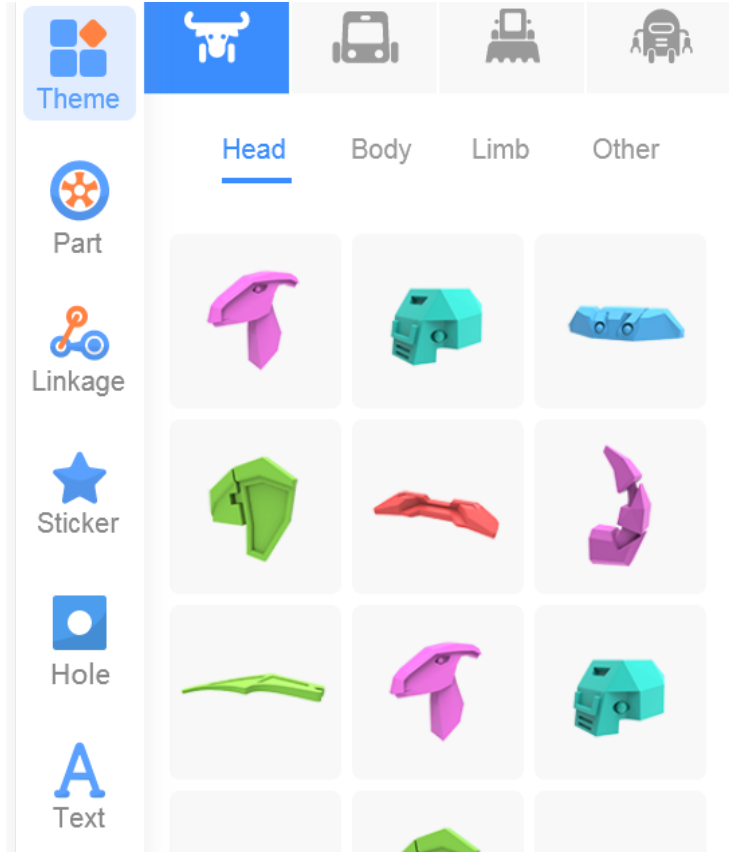 Theme
Head Body Limb Other
Part
Linkage
Sticker
Hole
Text